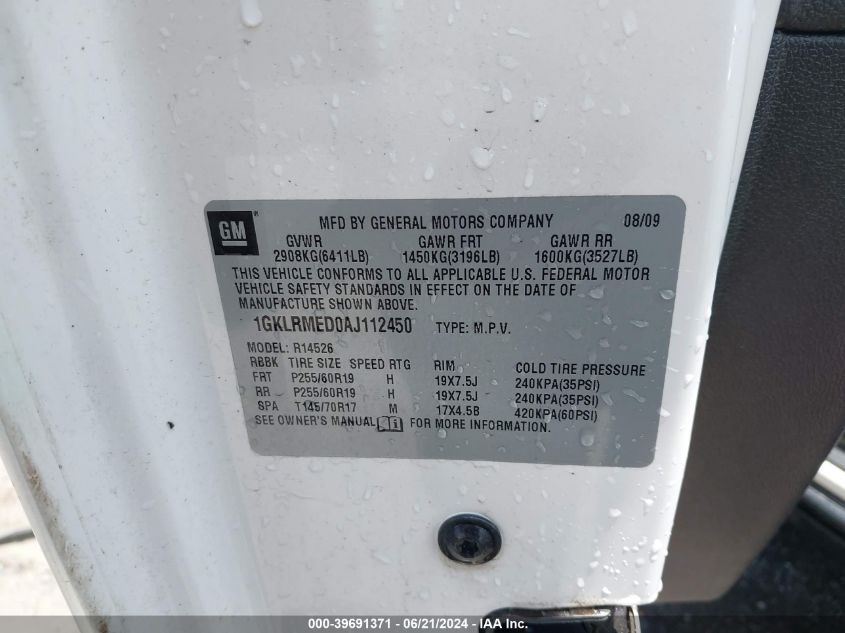 GM
MFD BY GENERAL MOTORS COMPANY 08/09
GVWR GAWR FRT GAWR RR
2908KG(6411LB) 1450KG(3196LB) 1600KG(3527LB)
THIS VEHICLE CONFORMS TO ALL APPLICABLE U.S. FEDERAL MOTOR
VEHICLE SAFETY STANDARDS IN EFFECT ON THE DATE OF
MANUFACTURE SHOWN ABOVE.
1GKLRMED0AJ112450 TYPE: M.P.V.
MODEL: R14526
RBBK TIRE SIZE SPEED RTG RIM COLD TIRE PRESSURE
FRT P255/60R19 H 19X7.5J 240KPA(35PSI)
RR P255/60R19 H 19X7.5J 240KPA(35PSI)
SPA T145/70R17 M 17X4.5B 420KPA(60PSI)
SEE OWNER'S MANUAL FOR MORE INFORMATION.
000-39691371 - 06/21/2024 - IAA Inc.